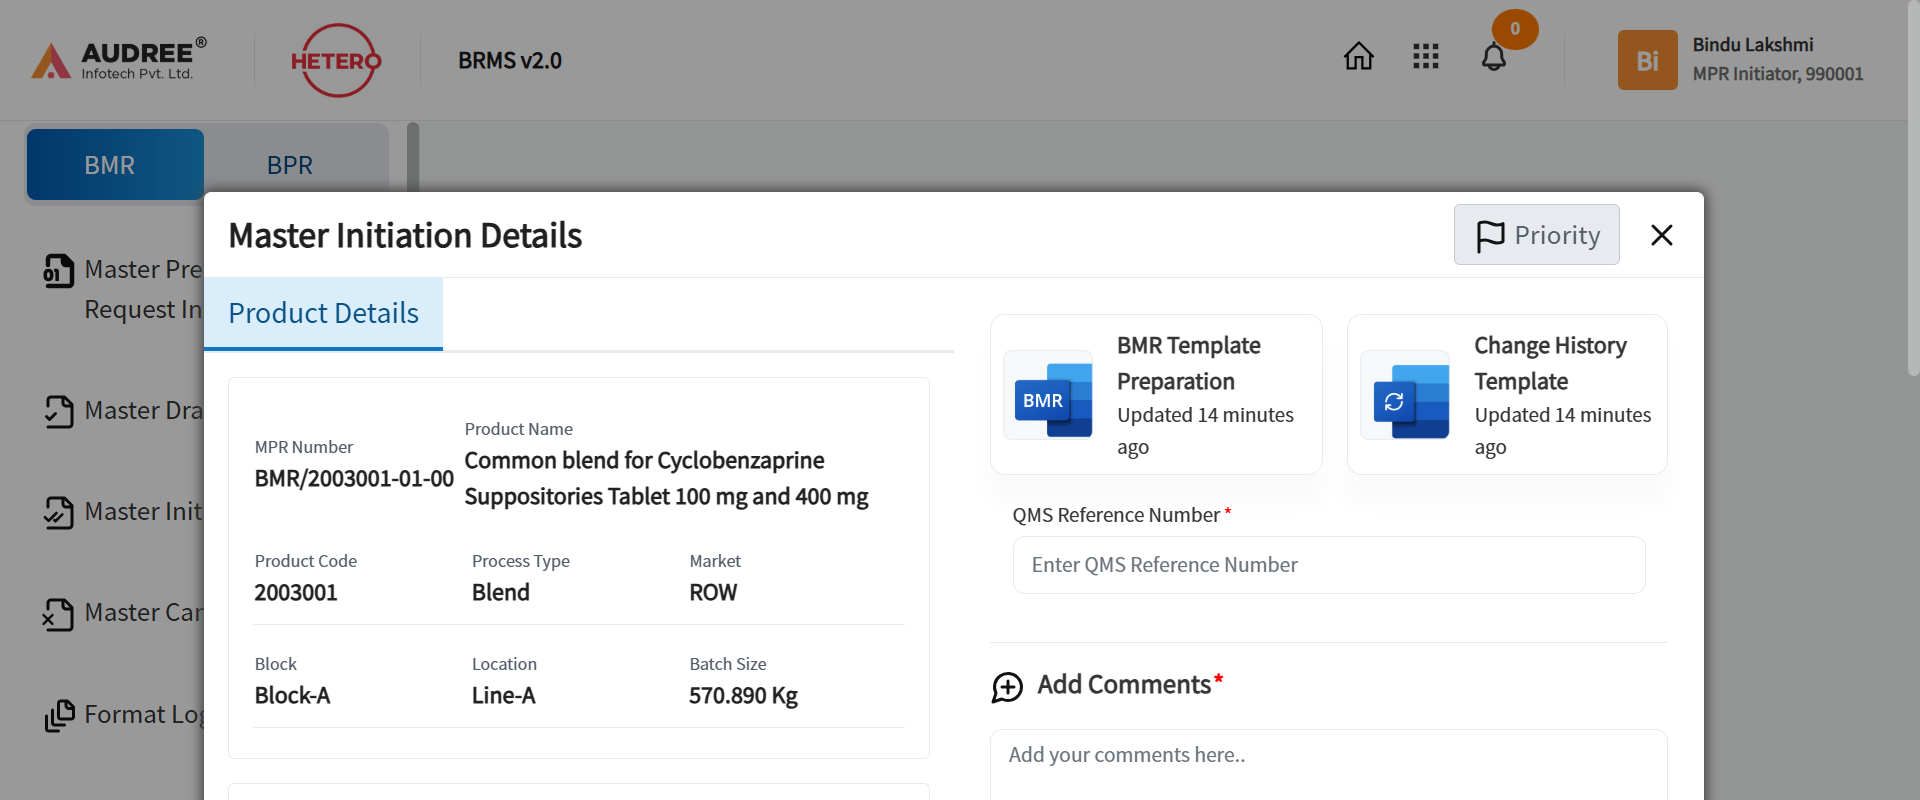 AUDREE®
Infotech Pvt. Ltd.
HETERO
BRMS v2.0
0
Bi
Bindu Lakshmi
MPR Initiator, 990001
BMR
BPR
Master Pre
Request In
Master Dra
Master Init
Master Can
Format Log
Master Initiation Details
Priority
Product Details
MPR Number
BMR/2003001-01-00
Product Name
Common blend for Cyclobenzaprine
Suppositories Tablet 100 mg and 400 mg
Product Code
2003001
Process Type
Blend
Market
ROW
Block
Block-A
Location
Line-A
Batch Size
570.890 Kg
BMR
BMR Template
Preparation
Updated 14 minutes
ago
Change History
Template
Updated 14 minutes
ago
QMS Reference Number *
Enter QMS Reference Number
Add Comments*
Add your comments here..